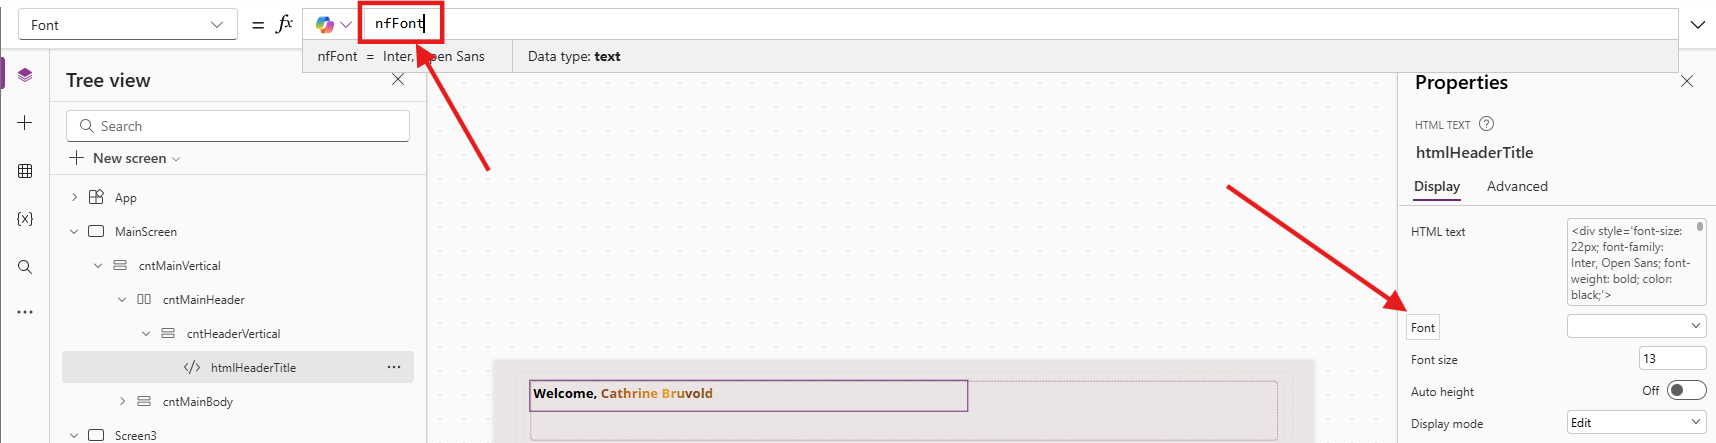 Font
= fx
nfFont
nfFont = Inter, Open Sans
Data type: text
Tree view
Search
New screen
App
MainScreen
cntMainVertical
cntMainHeader
cntHeaderVertical
</> htmlHeaderTitle
cntMainBody
Screen3
{x}
Welcome, Cathrine Bruvold
Properties
HTML TEXT ?
htmlHeaderTitle
Display Advanced
HTML text
<div style='font-size:
22px; font-family:
Inter, Open Sans; font-
weight: bold; color:
black;'>
Font
Font size 13
Auto height Off
Display mode Edit